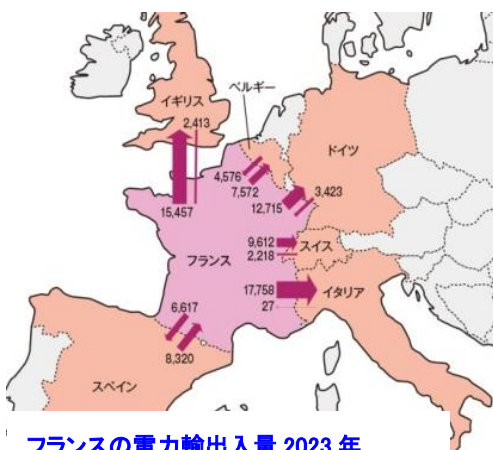 ベルギー
イギリス
2,413
ドイツ
4,576
7,572
3,423
12,715
15,457
9,612
スイス
2,218
フランス
17,758
イタリア
27
6,617
8,320
スペイン
フランスの電力輸出入量 2023 年